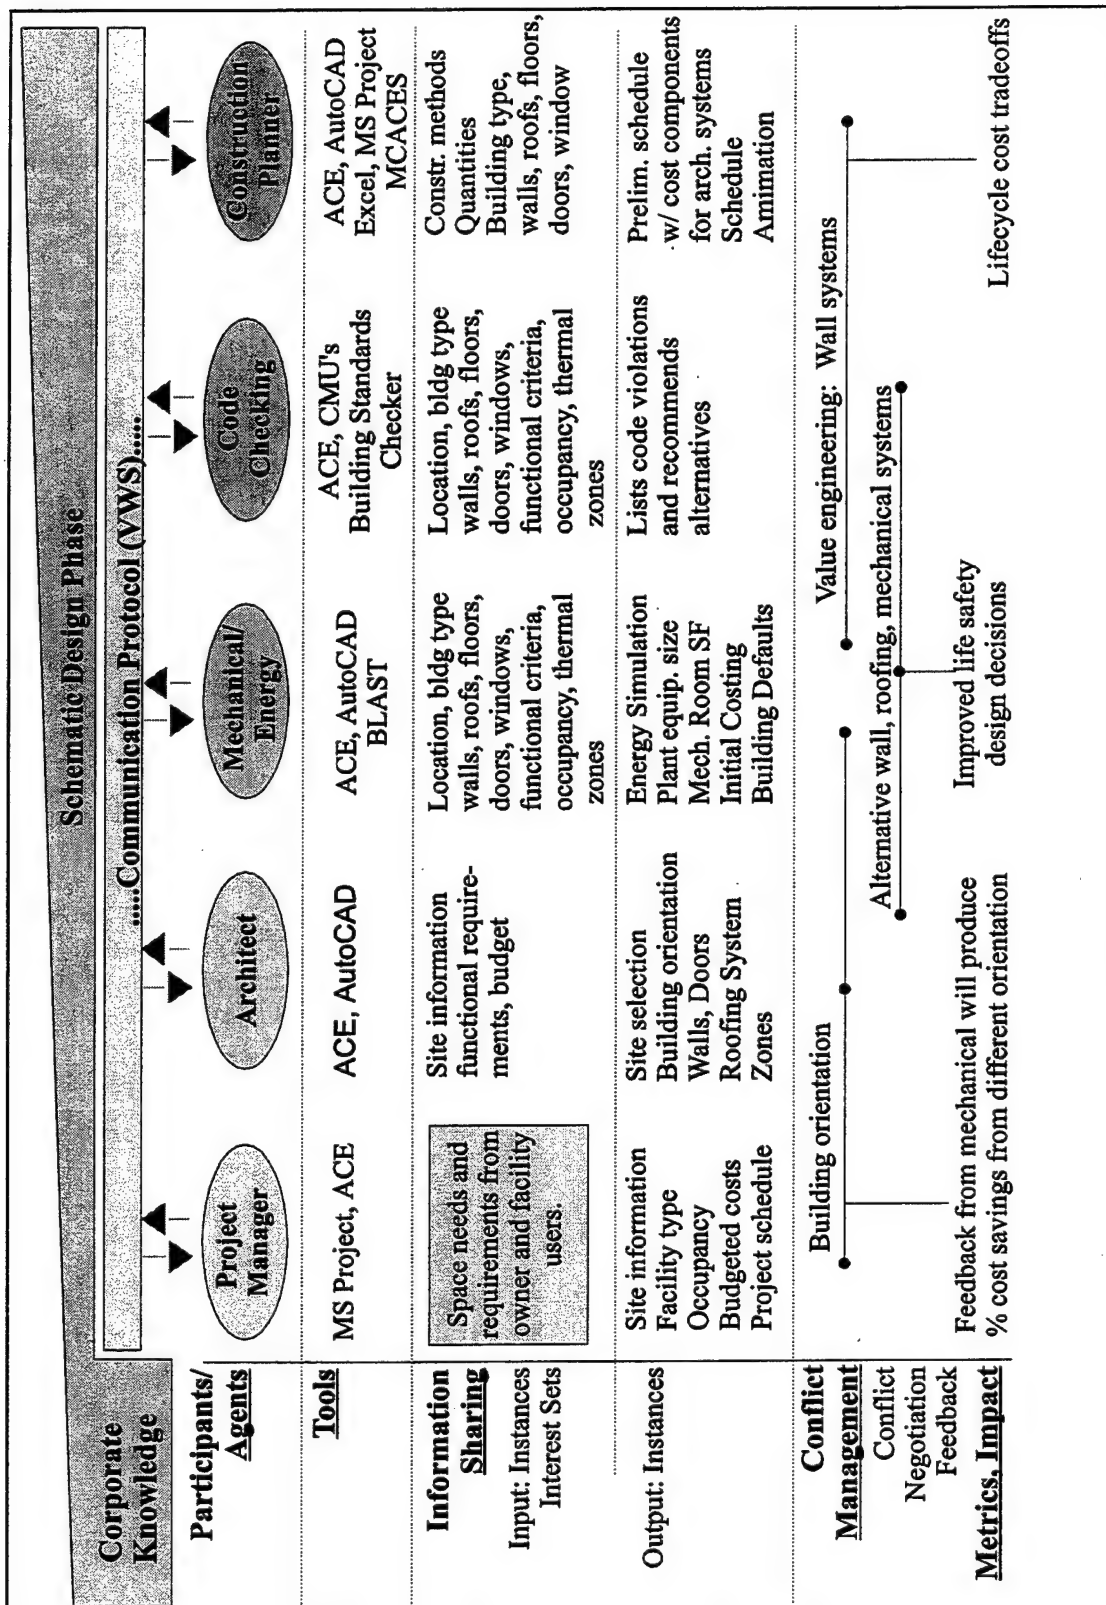 Schematic Design Phase
Corporate
Knowledge
.....Communication Protocol (VWS).....
Participants/
Agents
Project
Manager
Architect
Mechanical/
Energy
Code
Checking
Construction
Planner
Tools
MS Project, ACE
ACE, AutoCAD
ACE, AutoCAD
BLAST
ACE, CMU's
Building Standards
Checker
ACE, AutoCAD
Excel, MS Project
MCACES
Information
Sharing
Input: Instances
Interest Sets
Space needs and
requirements from
owner and facility
users.
Site information
functional require-
ments, budget
Location, bldg type
walls, roofs, floors,
doors, windows,
functional criteria,
occupancy, thermal
zones
Location, bldg type
walls, roofs, floors,
doors, windows,
functional criteria,
occupancy, thermal
zones
Constr. methods
Quantities
Building type,
walls, roofs, floors,
doors, window
Output: Instances
Site information
Facility type
Occupancy
Budgeted costs
Project schedule
Site selection
Building orientation
Walls, Doors
Roofing System
Zones
Energy Simulation
Plant equip. size
Mech. Room SF
Initial Costing
Building Defaults
Lists code violations
and recommends
alternatives
Prelim. schedule
w/ cost components
for arch. systems
Schedule
Amimation
Conflict
Management
Conflict
Negotiation
Feedback
Building orientation
Value engineering: Wall systems
Alternative wall, roofing, mechanical systems
Metrics, Impact
Feedback from mechanical will produce
% cost savings from different orientation
Improved life safety
design decisions
Lifecycle cost tradeoffs